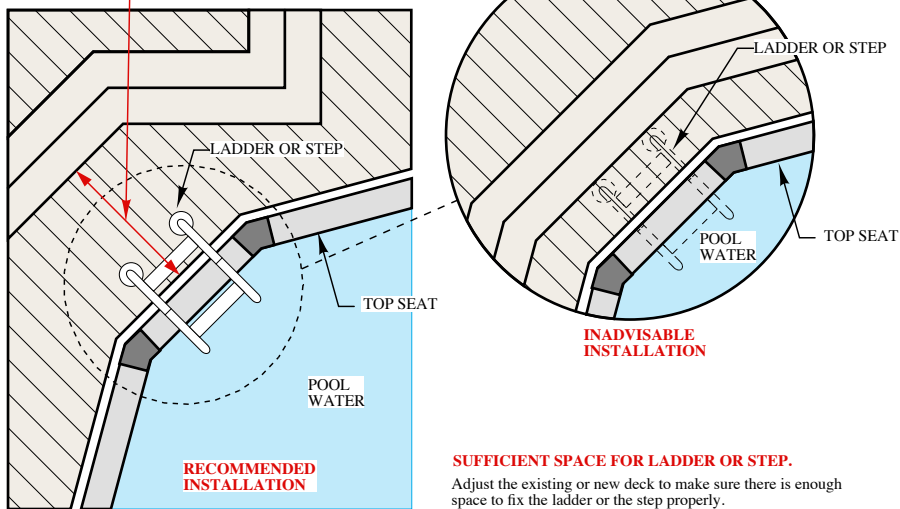 LADDER OR STEP
TOP SEAT
POOL
WATER
RECOMMENDED
INSTALLATION
LADDER OR STEP
POOL
WATER
TOP SEAT
INADVISABLE
INSTALLATION
SUFFICIENT SPACE FOR LADDER OR STEP.
Adjust the existing or new deck to make sure there is enough
space to fix the ladder or the step properly.